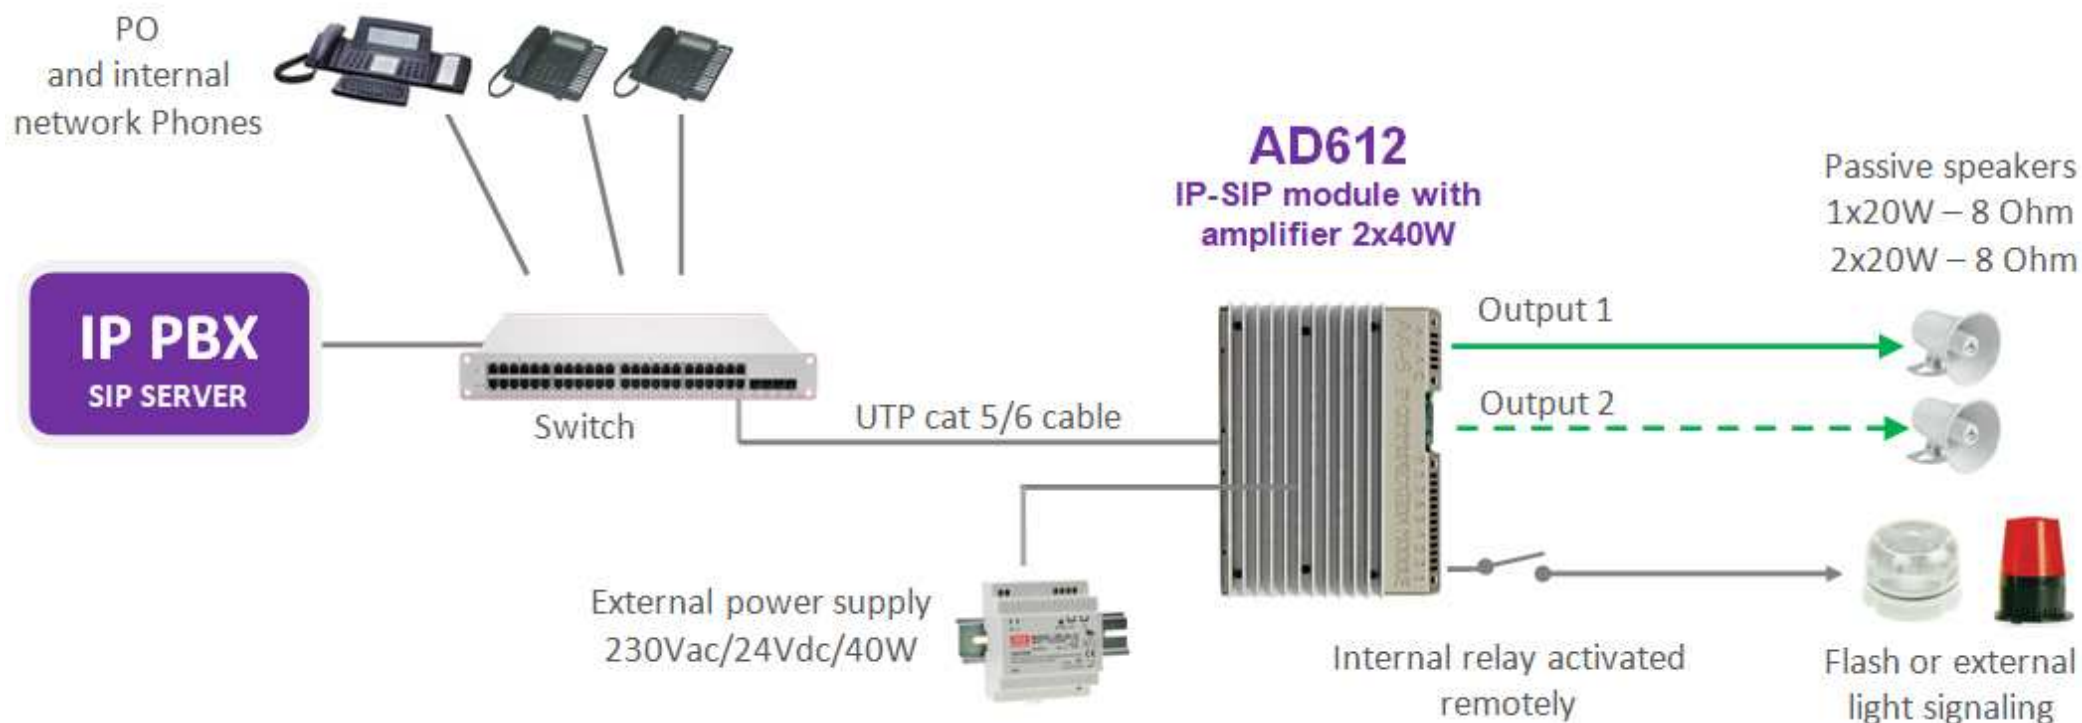 PO
and internal
network Phones
AD612
IP-SIP module with
amplifier 2x40W
Passive speakers
1x20W – 8 Ohm
2x20W – 8 Ohm
IP PBX
SIP SERVER
Switch
UTP cat 5/6 cable
Output 1
Output 2
External power supply
230Vac/24Vdc/40W
Internal relay activated
remotely
Flash or external
light signaling